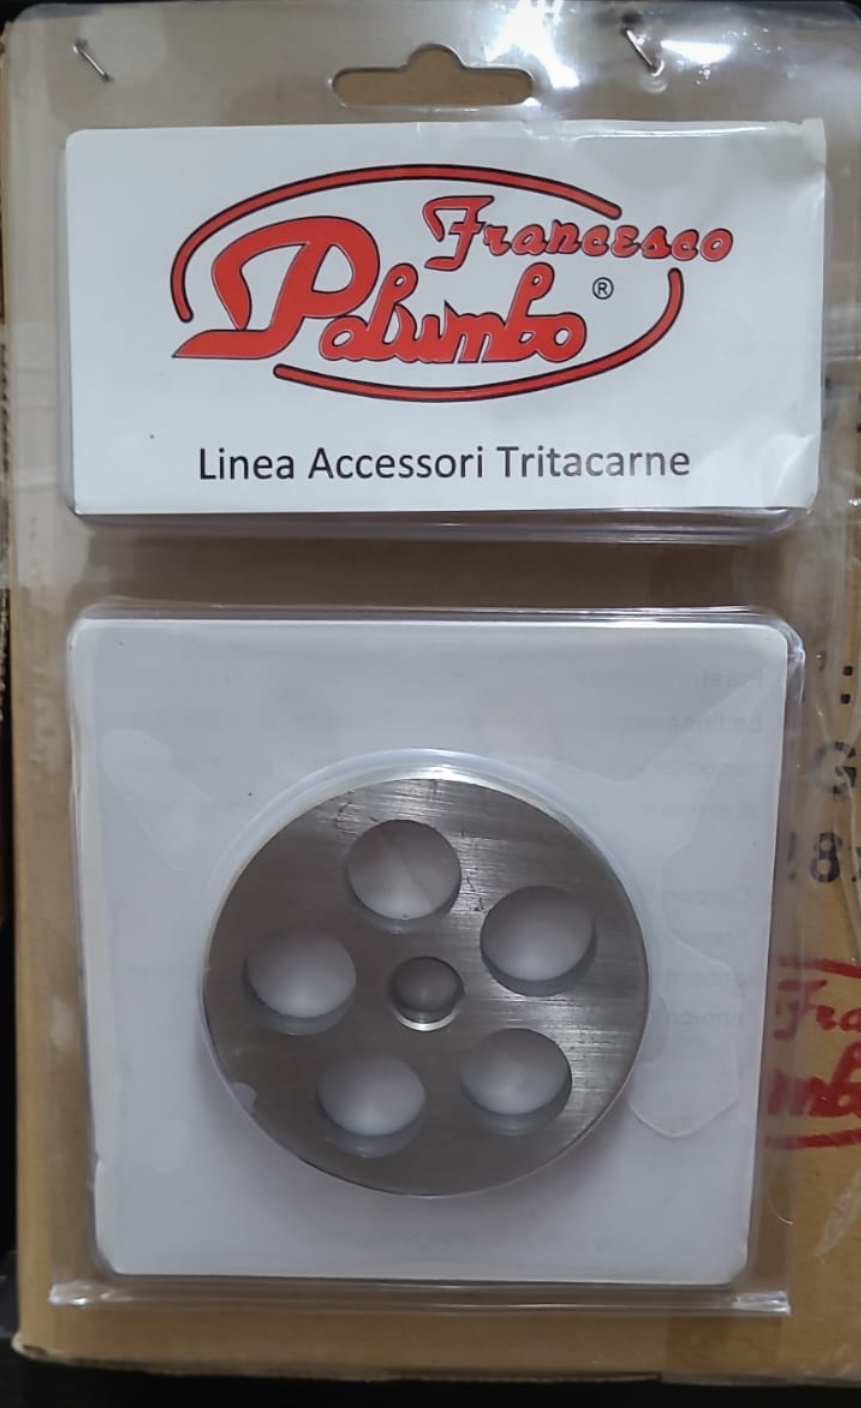 Francesco
Palumbo ®
Linea Accessori Tritacarne